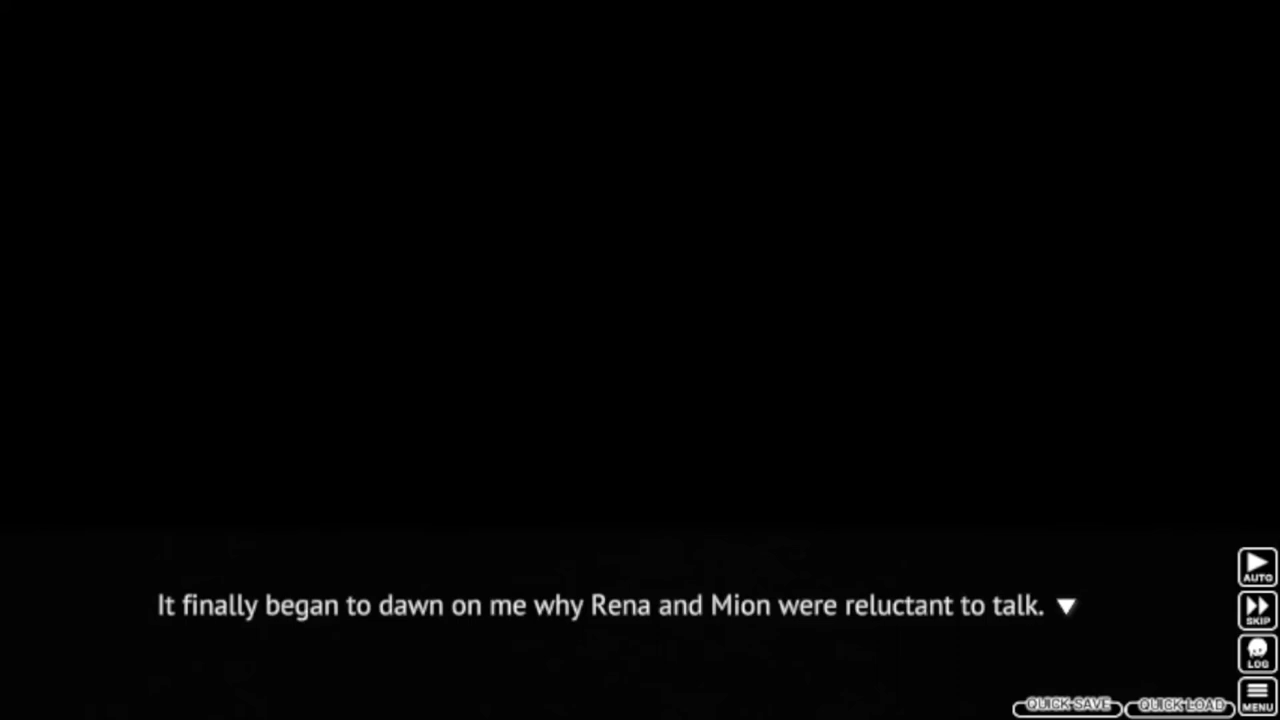 It finally began to dawn on me why Rena and Mion were reluctant to talk.
AUTO
SKIP
LOG
MENU
QUICK SAVE QUICK LOAD